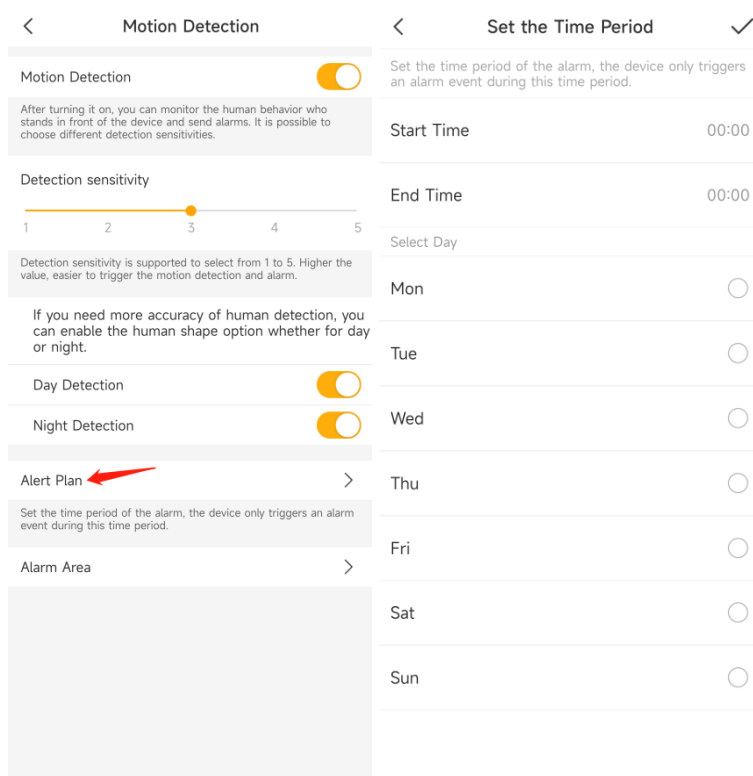 Motion Detection
Motion Detection
After turning it on, you can monitor the human behavior who
stands in front of the device and send alarms. It is possible to
choose different detection sensitivities.
Detection sensitivity
1 2 3 4 5
Detection sensitivity is supported to select from 1 to 5. Higher the
value, easier to trigger the motion detection and alarm.
If you need more accuracy of human detection, you
can enable the human shape option whether for day
or night.
Day Detection
Night Detection
Alert Plan
Set the time period of the alarm, the device only triggers an alarm
event during this time period.
Alarm Area
Set the Time Period
Set the time period of the alarm, the device only triggers
an alarm event during this time period.
Start Time 00:00
End Time 00:00
Select Day
Mon
Tue
Wed
Thu
Fri
Sat
Sun